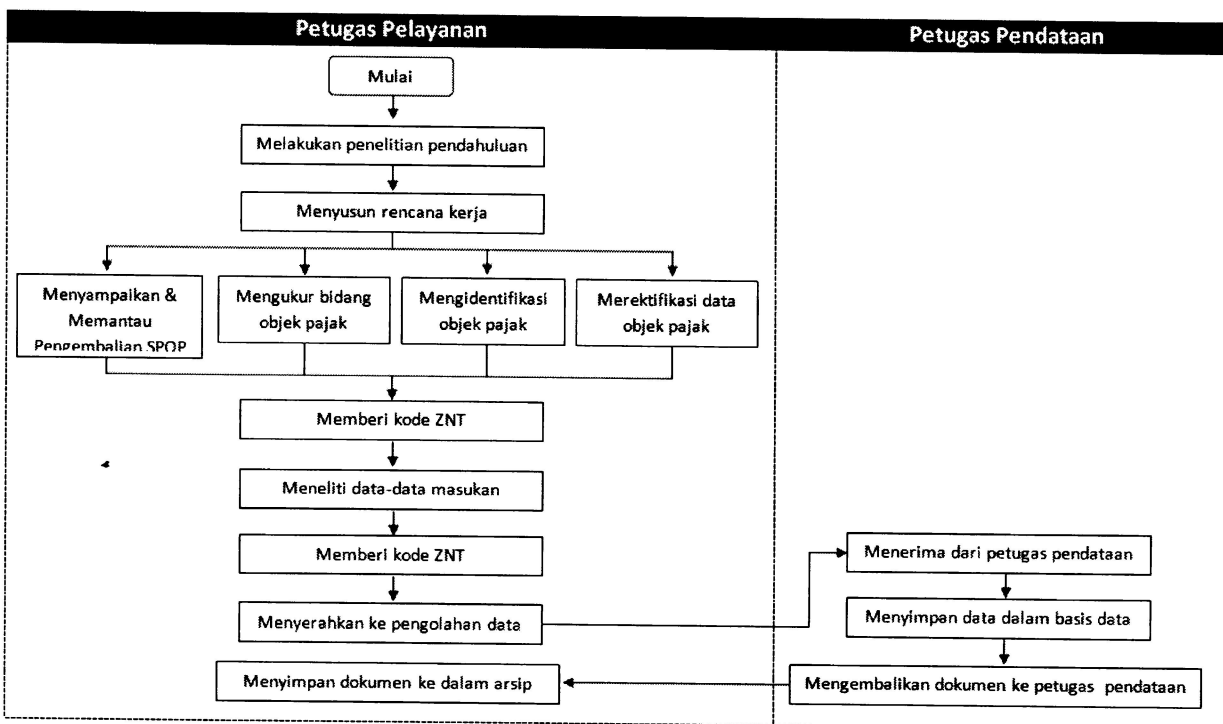 Petugas Pelayanan
Petugas Pendataan
Mulai
Melakukan penelitian pendahuluan
Menyusun rencana kerja
Menyampaikan &
Memantau
Pengembalian SPOP
Mengukur bidang
objek pajak
Mengidentifikasi
objek pajak
Merektifikasi data
objek pajak
Memberi kode ZNT
Meneliti data-data masukan
Memberi kode ZNT
Menyerahkan ke pengolahan data
Menerima dari petugas pendataan
Menyimpan data dalam basis data
Mengembalikan dokumen ke petugas pendataan
Menyimpan dokumen ke dalam arsip